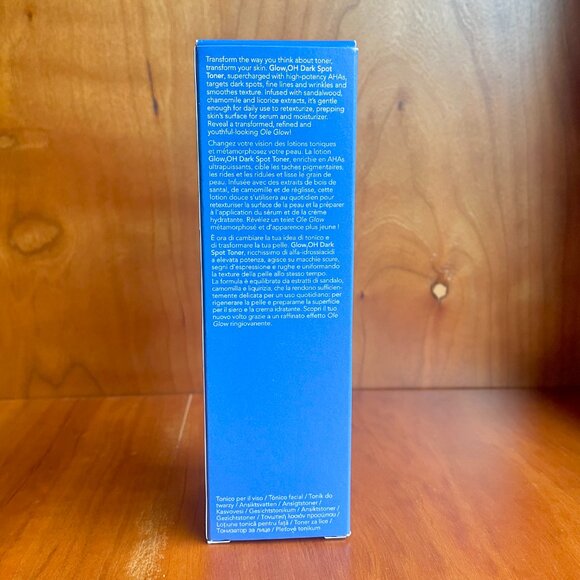 Transform the way you think about toner,
transform your skin. Glow,OH Dark Spot
Toner, supercharged with high-potency AHAs,
targets dark spots, fine lines and wrinkles and
smoothes texture. Infused with sandalwood,
chamomile and licorice extracts, it's gentle
enough for daily use to retexturize, prepping
skin's surface for serum and moisturizer.
Reveal a transformed, refined and
youthful-looking Ole Glow!
Changez votre vision des lotions toniques
et métamorphosez votre peau. La lotion
Glow,OH Dark Spot Toner, enrichie en AHAs
ultrapuissants, cible les taches pigmentaires,
les rides et les ridules et lisse le grain de
peau. Infusée avec des extraits de bois de
santal, de camomille et de réglisse, cette
lotion douce s'utilisera au quotidien pour
retexturiser la surface de la peau et la préparer
à l'application du sérum et de la crème
hydratante. Révélez un teint Ole Glow
métamorphosé et d'apparence plus jeune !
È ora di cambiare la tua idea di tonico e
di trasformare la tua pelle. Glow,OH Dark
Spot Toner, ricchissimo di alfa-idrossiacidi
a elevata potenza, agisce su macchie scure,
segni d'espressione e rughe e uniformando
la texture della pelle allo stesso tempo.
La formula è equilibrata da estratti di sandalo,
camomilla e liquirizia, che la rendono sufficien-
temente delicata per un uso quotidiano: per
rigenerare la pelle e prepararne la superficie
per il siero e la crema idratante. Scopri il tuo
nuovo volto grazie a un raffinato effetto Ole
Glow ringiovanente.
Tonico per il viso / Tónico facial / Tonik do
twarzy / Ansiktsvatten / Ansigtstoner /
Kasvovesi / Gesichtstonikum / Ansiktstoner /
Gezichtstoner / Τονωτική λοσιόν προσώπου /
Loțiune tonică pentru față / Toner za lice /
Тонизатор за лице / Pleťové tonikum